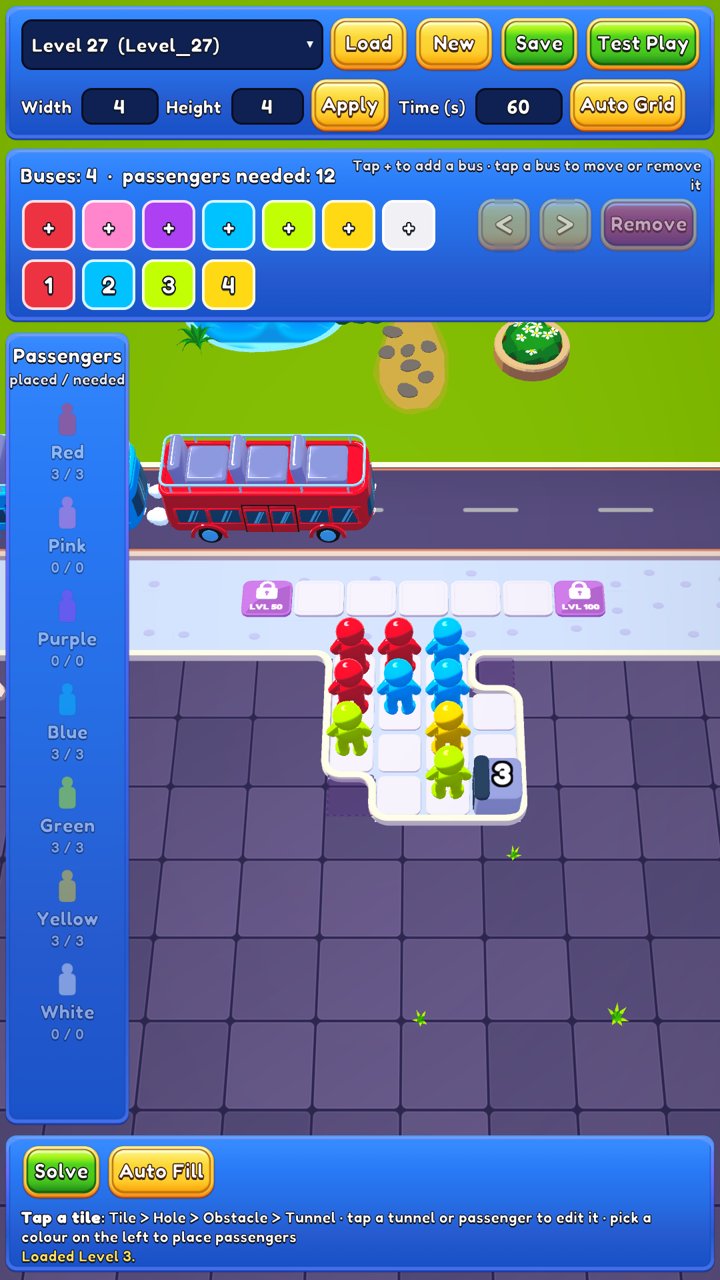 Level 27 (Level_27)
Load
New
Save
Test Play
Width
4
Height
4
Apply
Time (s)
60
Auto Grid
Buses: 4 · passengers needed: 12
Tap + to add a bus · tap a bus to move or remove
it
+
+
+
+
+
+
+
<
>
Remove
1
2
3
4
Passengers
placed / needed
Red
3 / 3
Pink
0 / 0
Purple
0 / 0
Blue
3 / 3
Green
3 / 3
Yellow
3 / 3
White
0 / 0
LVL 50
LVL 100
3
Solve
Auto Fill
Tap a tile: Tile > Hole > Obstacle > Tunnel · tap a tunnel or passenger to edit it · pick a
colour on the left to place passengers
Loaded Level 3.